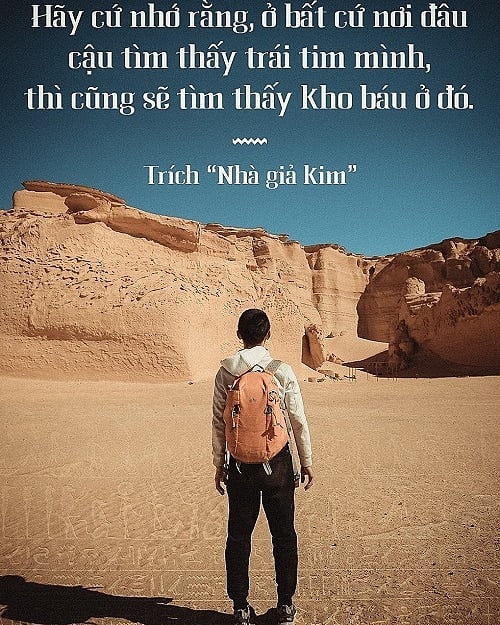 Hãy cứ nhớ rằng, ở bất cứ nơi đâu
cậu tìm thấy trái tim mình,
thì cũng sẽ tìm thấy kho báu ở đó.
Trích “Nhà giả kim”